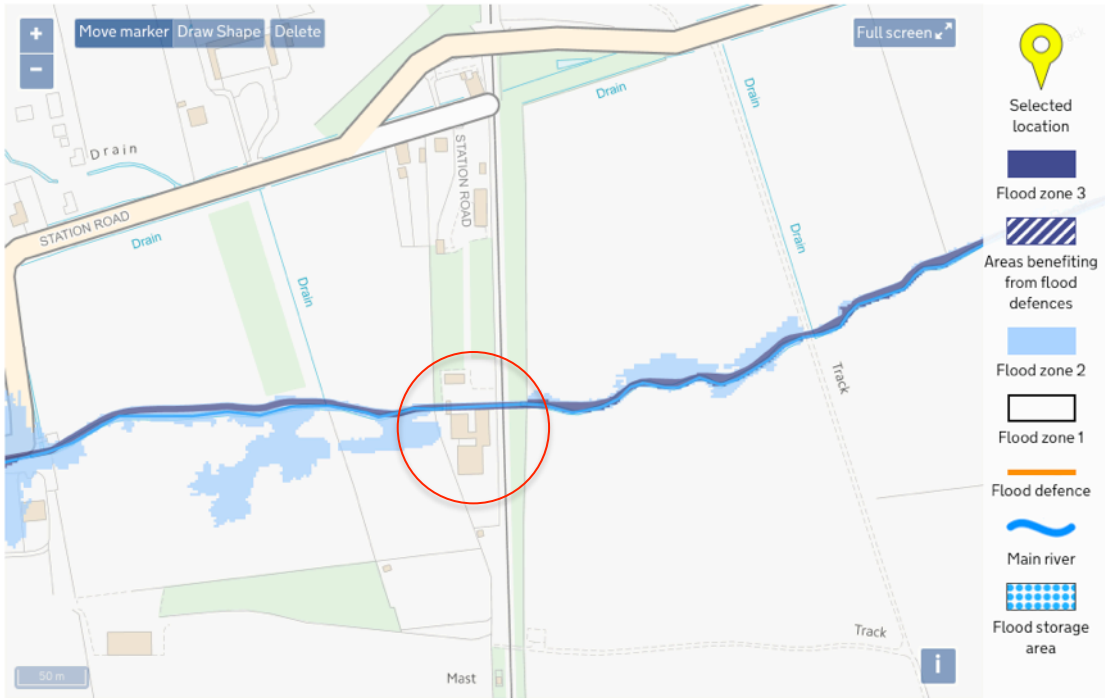 +
−
Move marker
Draw Shape
Delete
Full screen
Drain
Drain
Drain
STATION ROAD
STATION ROAD
Drain
Drain
Drain
Track
Track
Mast
50 m
i
Selected
location
Flood zone 3
Areas benefiting
from flood
defences
Flood zone 2
Flood zone 1
Flood defence
Main river
Flood storage
area